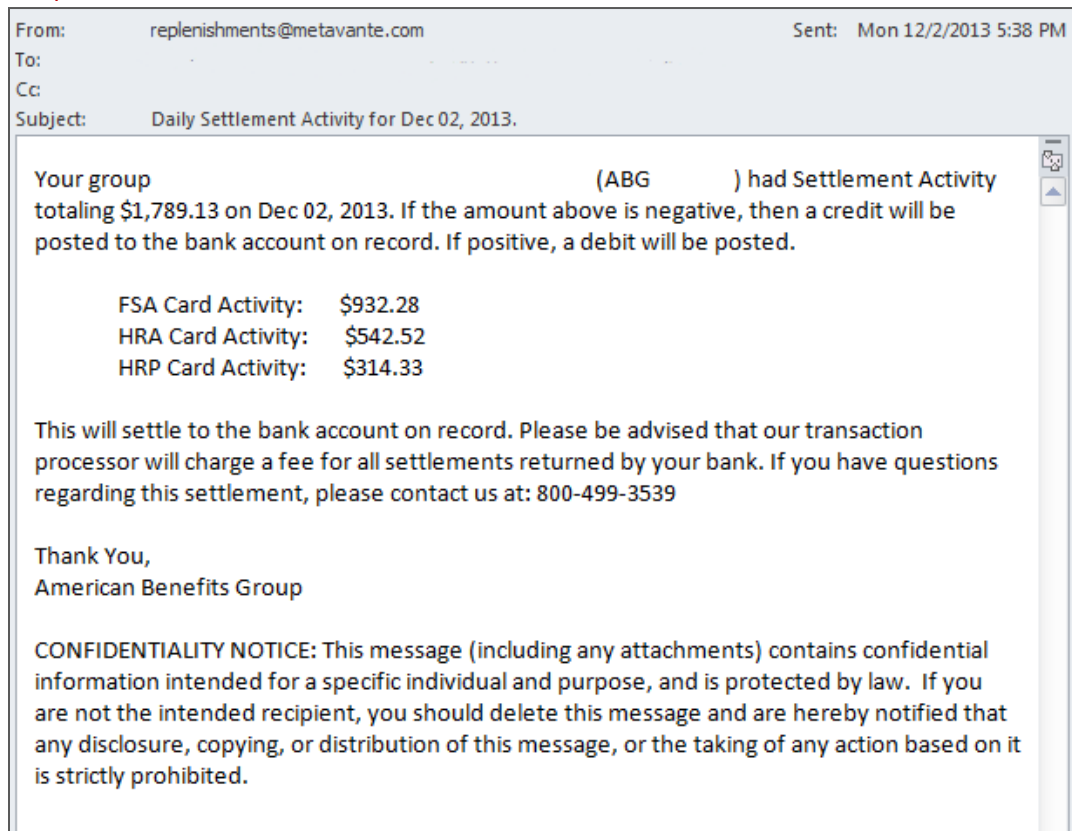 From: replenishments@metavante.com Sent: Mon 12/2/2013 5:38 PM
To:
Cc:
Subject: Daily Settlement Activity for Dec 02, 2013.
Your group (ABG ) had Settlement Activity
totaling $1,789.13 on Dec 02, 2013. If the amount above is negative, then a credit will be
posted to the bank account on record. If positive, a debit will be posted.
FSA Card Activity: $932.28
HRA Card Activity: $542.52
HRP Card Activity: $314.33
This will settle to the bank account on record. Please be advised that our transaction
processor will charge a fee for all settlements returned by your bank. If you have questions
regarding this settlement, please contact us at: 800-499-3539
Thank You,
American Benefits Group
CONFIDENTIALITY NOTICE: This message (including any attachments) contains confidential
information intended for a specific individual and purpose, and is protected by law.  If you
are not the intended recipient, you should delete this message and are hereby notified that
any disclosure, copying, or distribution of this message, or the taking of any action based on it
is strictly prohibited.